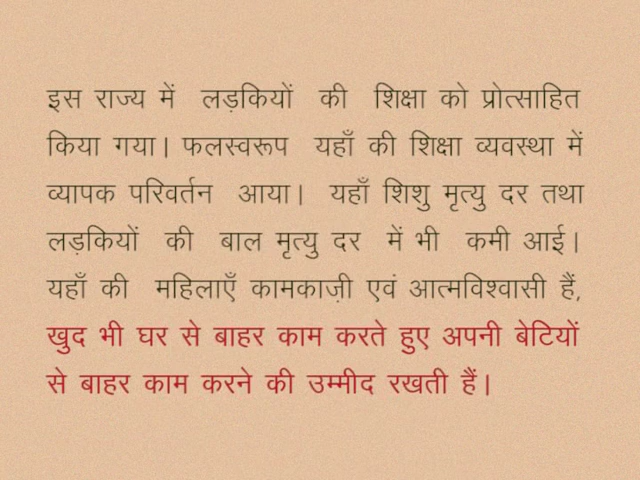 इस राज्य में लड़कियों की शिक्षा को प्रोत्साहित
किया गया। फलस्वरूप यहाँ की शिक्षा व्यवस्था में
व्यापक परिवर्तन आया। यहाँ शिशु मृत्यु दर तथा
लड़कियों की बाल मृत्यु दर में भी कमी आई।
यहाँ की महिलाएँ कामकाज़ी एवं आत्मविश्वासी हैं,
खुद भी घर से बाहर काम करते हुए अपनी बेटियों
से बाहर काम करने की उम्मीद रखती हैं।